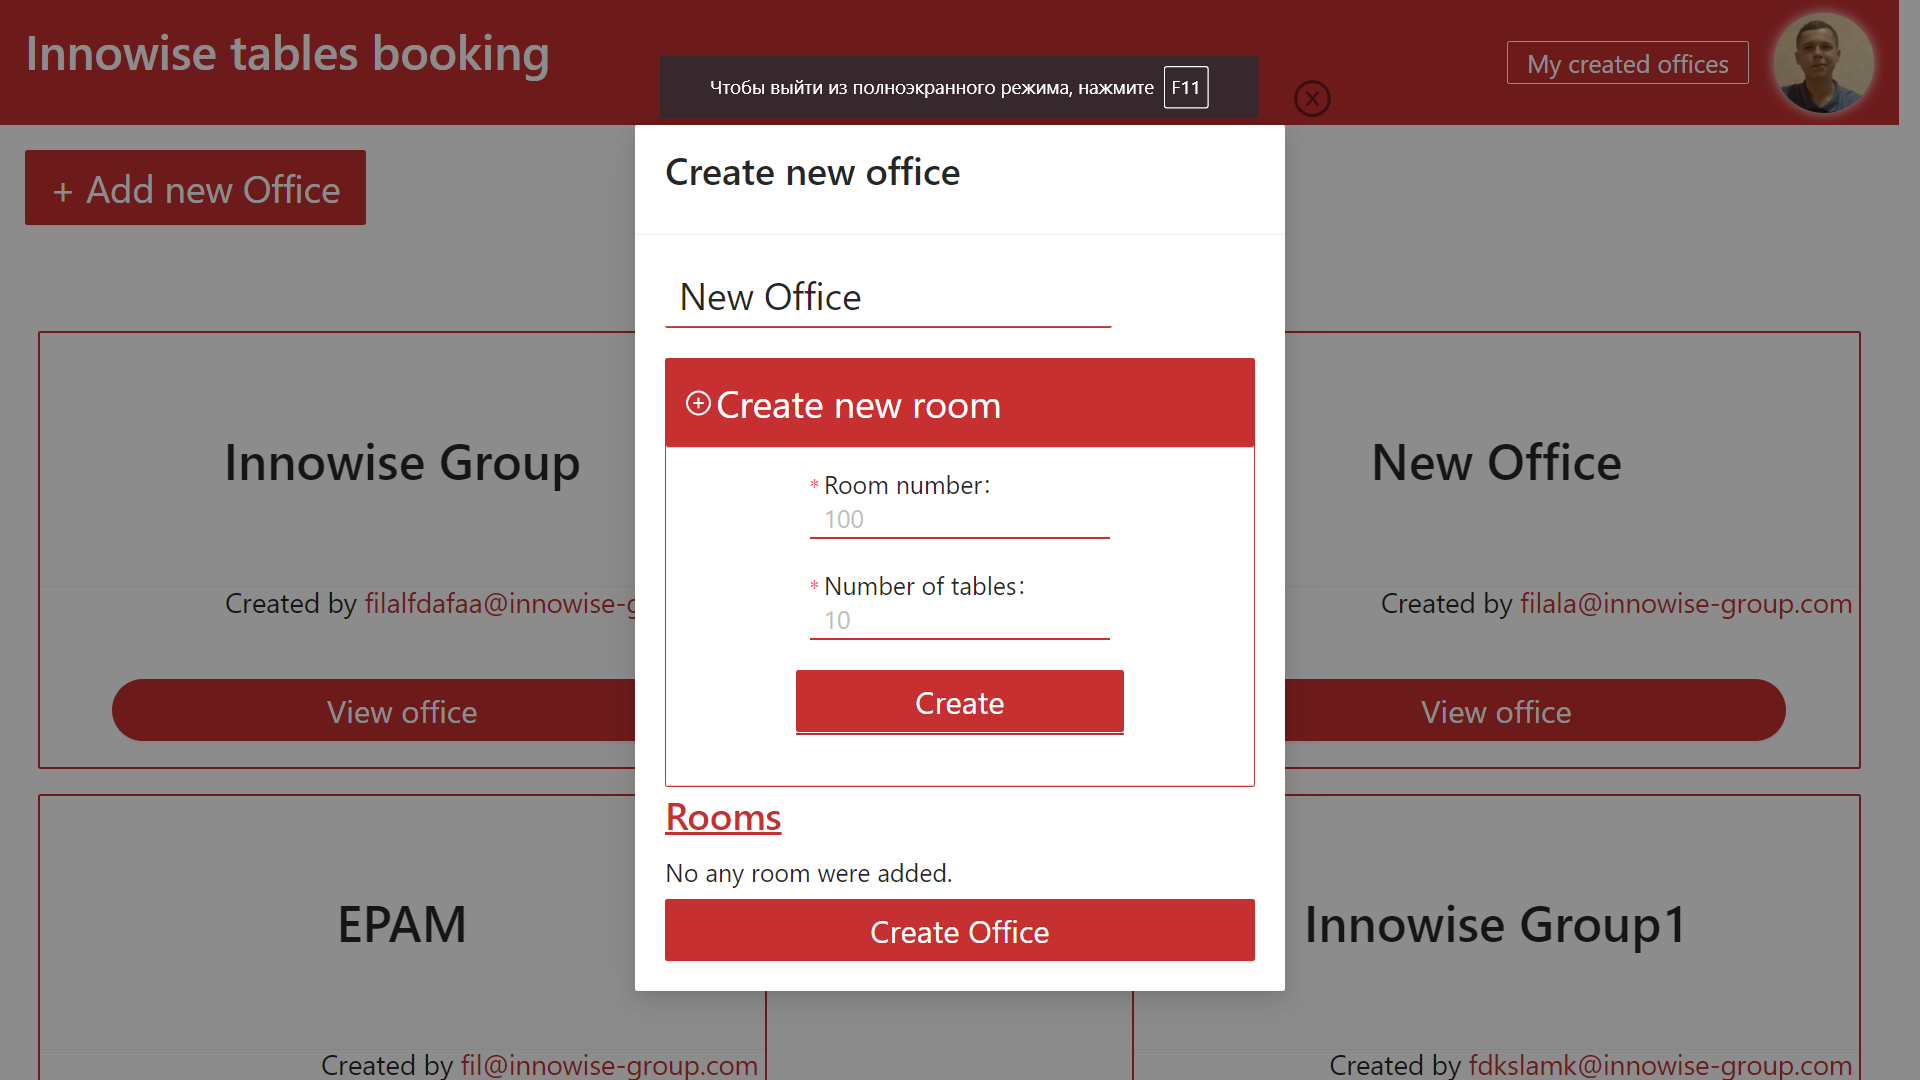 Innowise tables booking
Чтобы выйти из полноэкранного режима, нажмите F11
My created offices
+ Add new Office
Create new office
New Office
Create new room
* Room number:
100
* Number of tables:
10
Create
Rooms
No any room were added.
Create Office
Innowise Group
Created by filalfdafaa@innowise-g
View office
New Office
Created by filala@innowise-group.com
View office
EPAM
Created by fil@innowise-group.com
Innowise Group1
Created by fdkslamk@innowise-group.com